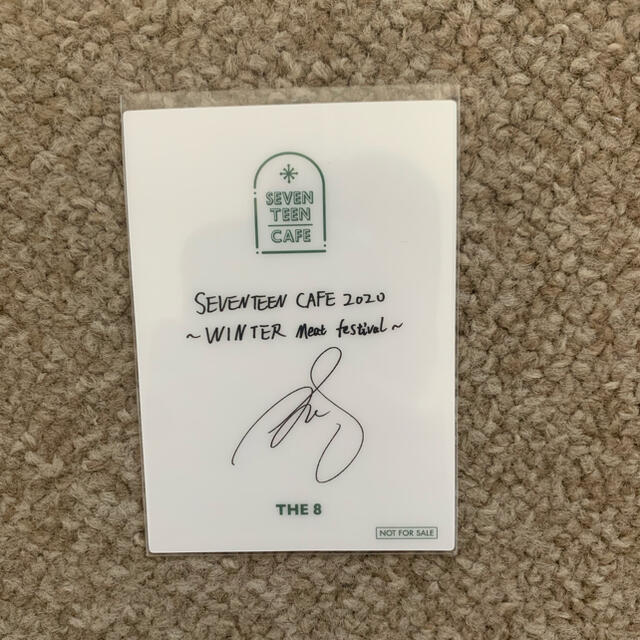 SEVEN
TEEN
CAFE
SEVENTEEN CAFE 2020
~WINTER Meat festival~
THE 8
NOT FOR SALE